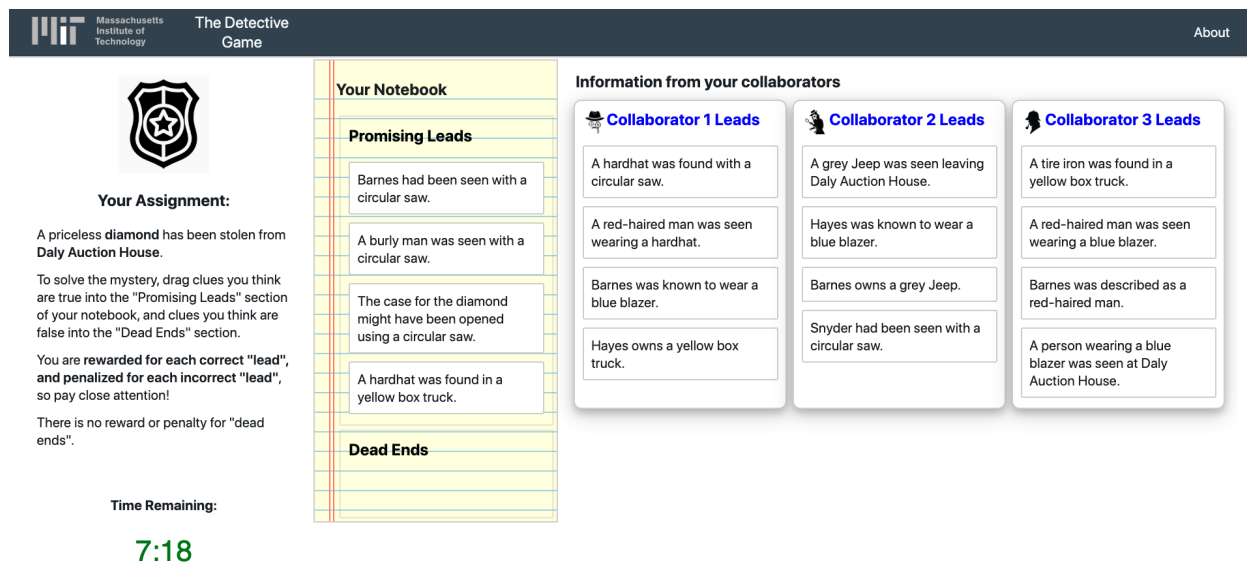 Massachusetts
Institute of
Technology
The Detective
Game
About
Your Assignment:
A priceless diamond has been stolen from
Daly Auction House.
To solve the mystery, drag clues you think
are true into the "Promising Leads" section
of your notebook, and clues you think are
false into the "Dead Ends" section.
You are rewarded for each correct "lead",
and penalized for each incorrect "lead",
so pay close attention!
There is no reward or penalty for "dead
ends".
Time Remaining:
7:18
Your Notebook
Promising Leads
Barnes had been seen with a
circular saw.
A burly man was seen with a
circular saw.
The case for the diamond
might have been opened
using a circular saw.
A hardhat was found in a
yellow box truck.
Dead Ends
Information from your collaborators
Collaborator 1 Leads
A hardhat was found with a
circular saw.
A red-haired man was seen
wearing a hardhat.
Barnes was known to wear a
blue blazer.
Hayes owns a yellow box
truck.
Collaborator 2 Leads
A grey Jeep was seen leaving
Daly Auction House.
Hayes was known to wear a
blue blazer.
Barnes owns a grey Jeep.
Snyder had been seen with a
circular saw.
Collaborator 3 Leads
A tire iron was found in a
yellow box truck.
A red-haired man was seen
wearing a blue blazer.
Barnes was described as a
red-haired man.
A person wearing a blue
blazer was seen at Daly
Auction House.